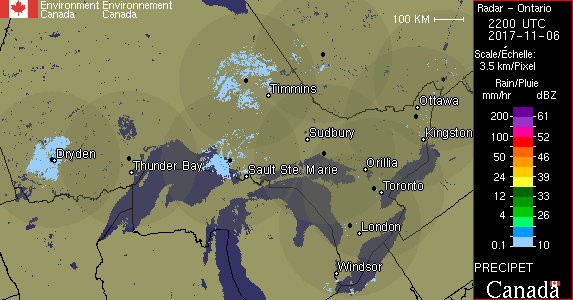 Environment Environnement
Canada Canada
100 KM
Timmins
Ottawa
Sudbury
Kingston
Dryden
Thunder Bay
Sault Ste. Marie
Orillia
Toronto
London
Windsor
Radar - Ontario
2200 UTC
2017-11-06
Scale/Échelle:
3.5 km/Pixel
Rain/Pluie
mm/hr dBZ
200 61
100 52
50 46
24 39
12 33
4 26
0.1 10
PRECIPET
Canada